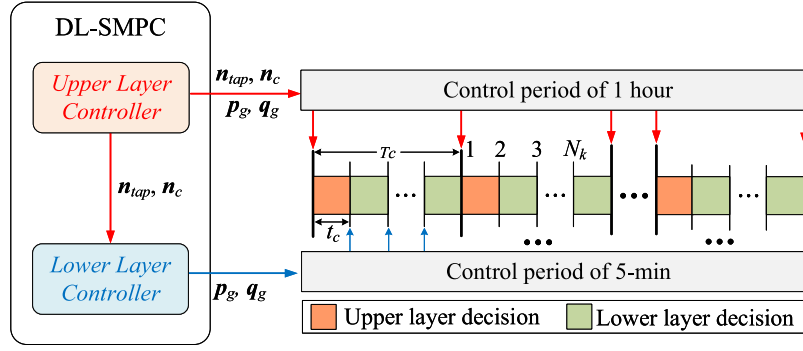 DL-SMPC
Upper Layer
Controller
n_tap, n_c
p_g, q_g
Control period of 1 hour
n_tap, n_c
T_c
1 2 3 N_k
...
...
...
t_c
...
...
Lower Layer
Controller
p_g, q_g
Control period of 5-min
Upper layer decision
Lower layer decision